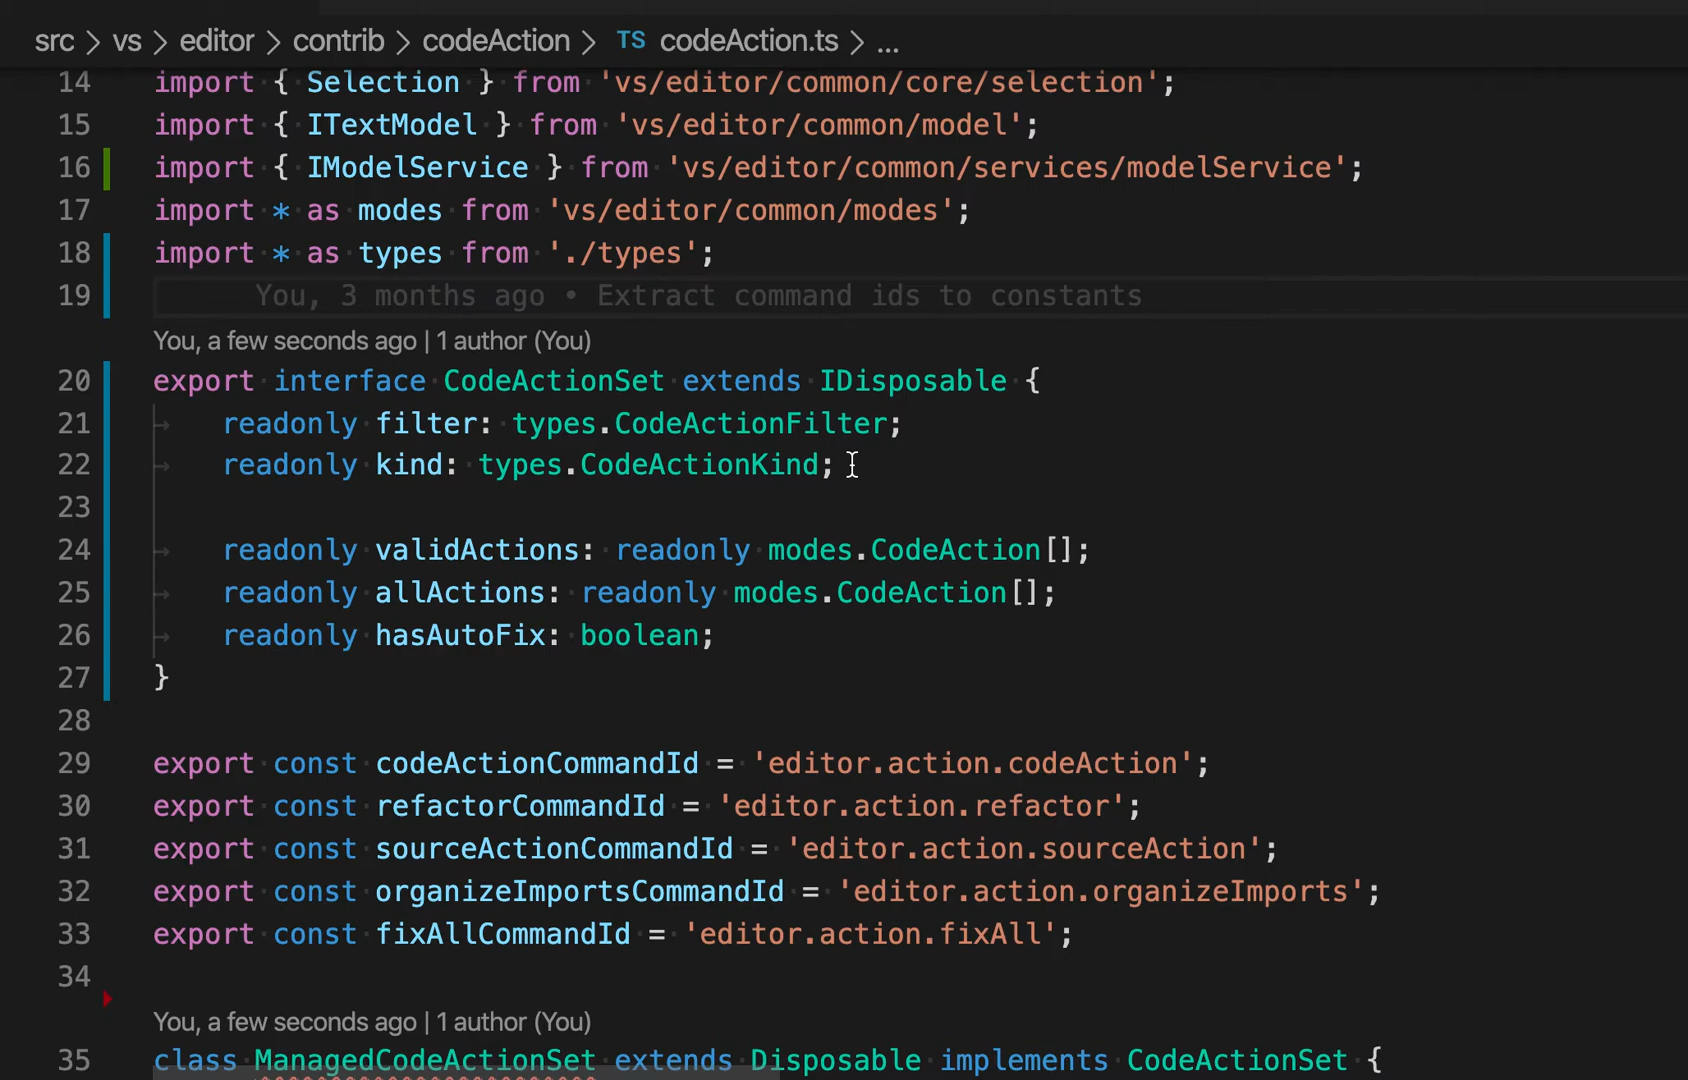 src > vs > editor > contrib > codeAction > TS codeAction.ts > ...
14 import { Selection } from 'vs/editor/common/core/selection';
15 import { ITextModel } from 'vs/editor/common/model';
16 import { IModelService } from 'vs/editor/common/services/modelService';
17 import * as modes from 'vs/editor/common/modes';
18 import * as types from './types';
19 You, 3 months ago • Extract command ids to constants
You, a few seconds ago | 1 author (You)
20 export interface CodeActionSet extends IDisposable {
21 readonly filter: types.CodeActionFilter;
22 readonly kind: types.CodeActionKind;
23
24 readonly validActions: readonly modes.CodeAction[];
25 readonly allActions: readonly modes.CodeAction[];
26 readonly hasAutoFix: boolean;
27 }
28
29 export const codeActionCommandId = 'editor.action.codeAction';
30 export const refactorCommandId = 'editor.action.refactor';
31 export const sourceActionCommandId = 'editor.action.sourceAction';
32 export const organizeImportsCommandId = 'editor.action.organizeImports';
33 export const fixAllCommandId = 'editor.action.fixAll';
34
You, a few seconds ago | 1 author (You)
35 class ManagedCodeActionSet extends Disposable implements CodeActionSet {